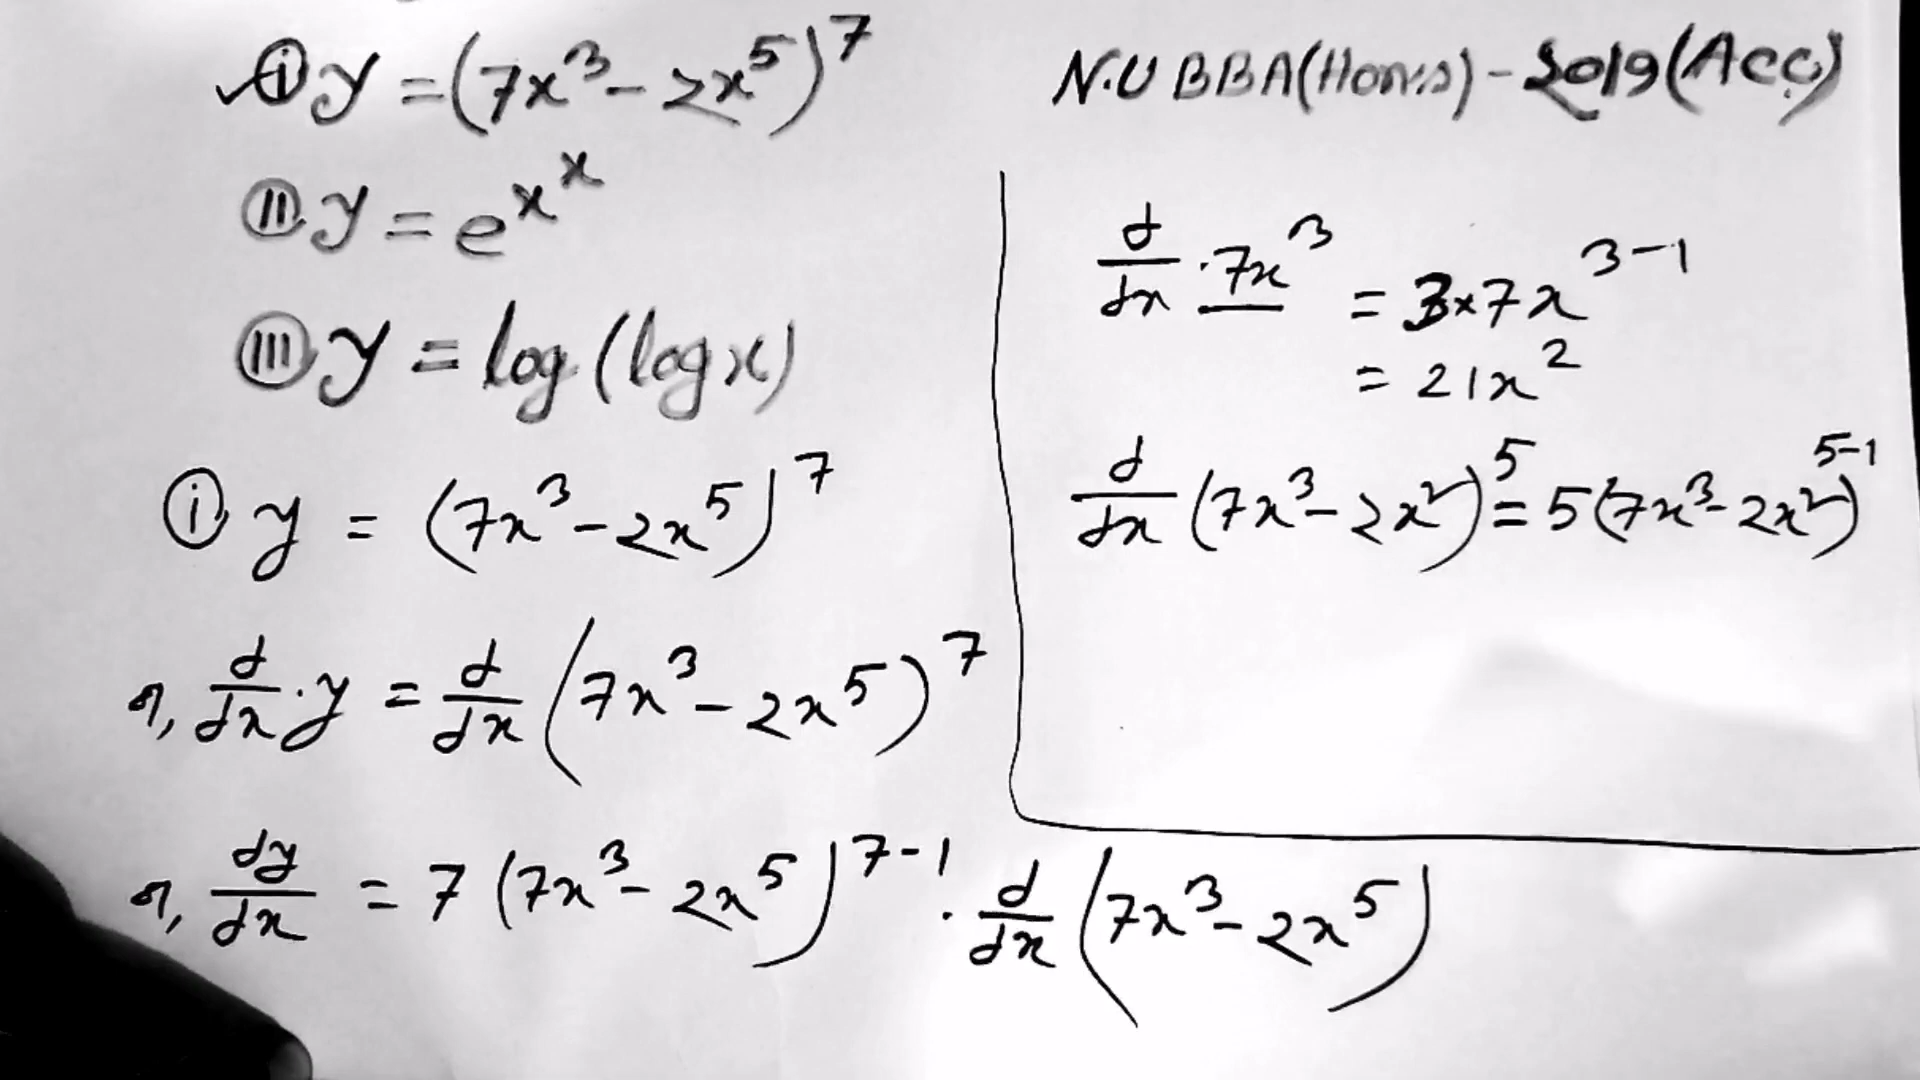 (i) y = (7x³ - 2x⁵)⁷
N.U BBA(Hons) - 2019 (Acc)
(ii) y = e^x^x
(iii) y = log (log x)
(i) y = (7x³ - 2x⁵)⁷
d/dx · y = d/dx (7x³ - 2x⁵)⁷
dy/dx = 7 (7x³ - 2x⁵)⁷⁻¹ · d/dx (7x³ - 2x⁵)
d/dx · 7x³ = 3×7x³⁻¹
= 21x²
d/dx (7x³ - 2x²)⁵ = 5(7x³ - 2x²)⁵⁻¹